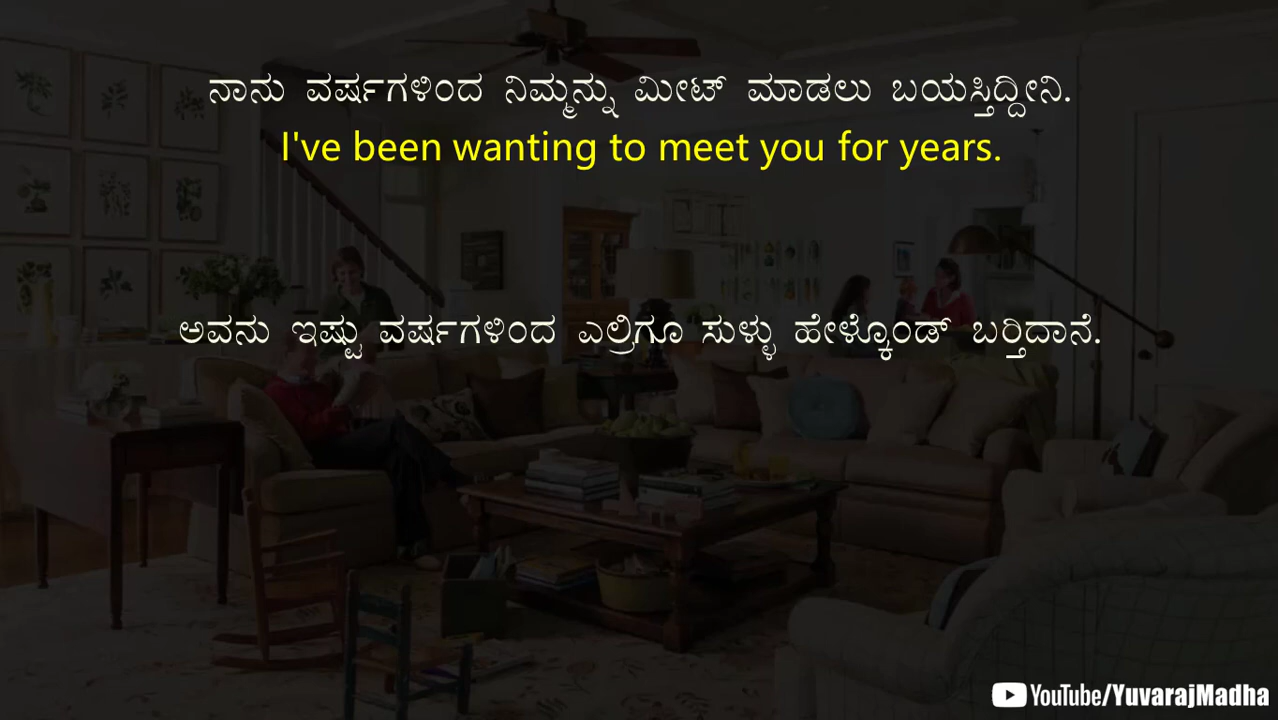 ನಾನು ವರ್ಷಗಳಿಂದ ನಿಮ್ಮನ್ನು ಮೀಟ್ ಮಾಡಲು ಬಯಸ್ತಿದ್ದೀನಿ.
I've been wanting to meet you for years.
ಅವನು ಇಷ್ಟು ವರ್ಷಗಳಿಂದ ಎಲ್ರಿಗೂ ಸುಳ್ಳು ಹೇಳ್ಕೊಂಡ್ ಬರ‍್ತಿದಾನೆ.
YouTube/YuvarajMadha